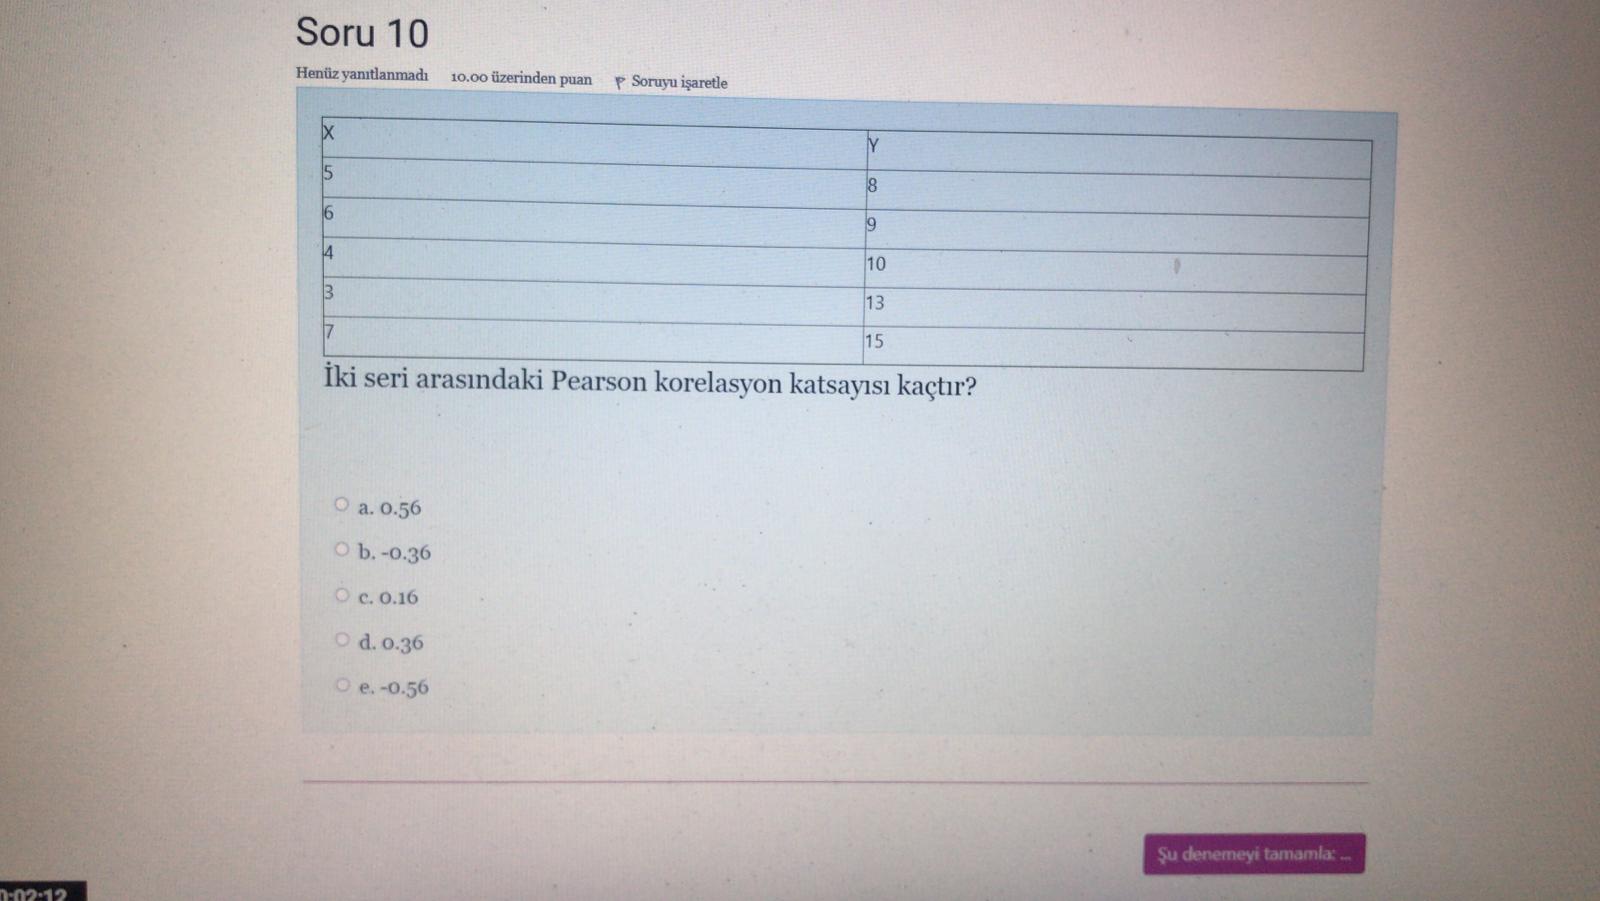 Soru 10
Henüz yanıtlanmadı 10.00 üzerinden puan Soruyu işaretle
X Y
5 8
6 9
4 10
3 13
7 15
İki seri arasındaki Pearson korelasyon katsayısı kaçtır?
a. 0.56
b. -0.36
c. 0.16
d. 0.36
e. -0.56
Şu denemeyi tamamla: ...
0:02:12